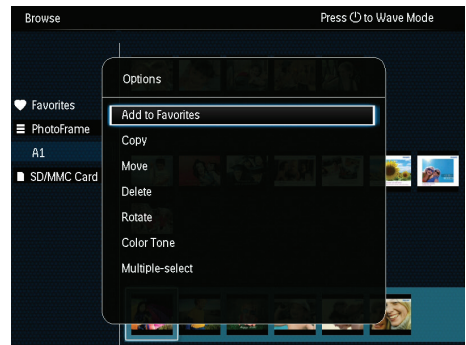 Browse
Press ⏻ to Wave Mode
Options
Favorites
PhotoFrame
A1
SD/MMC Card
Add to Favorites
Copy
Move
Delete
Rotate
Color Tone
Multiple-select